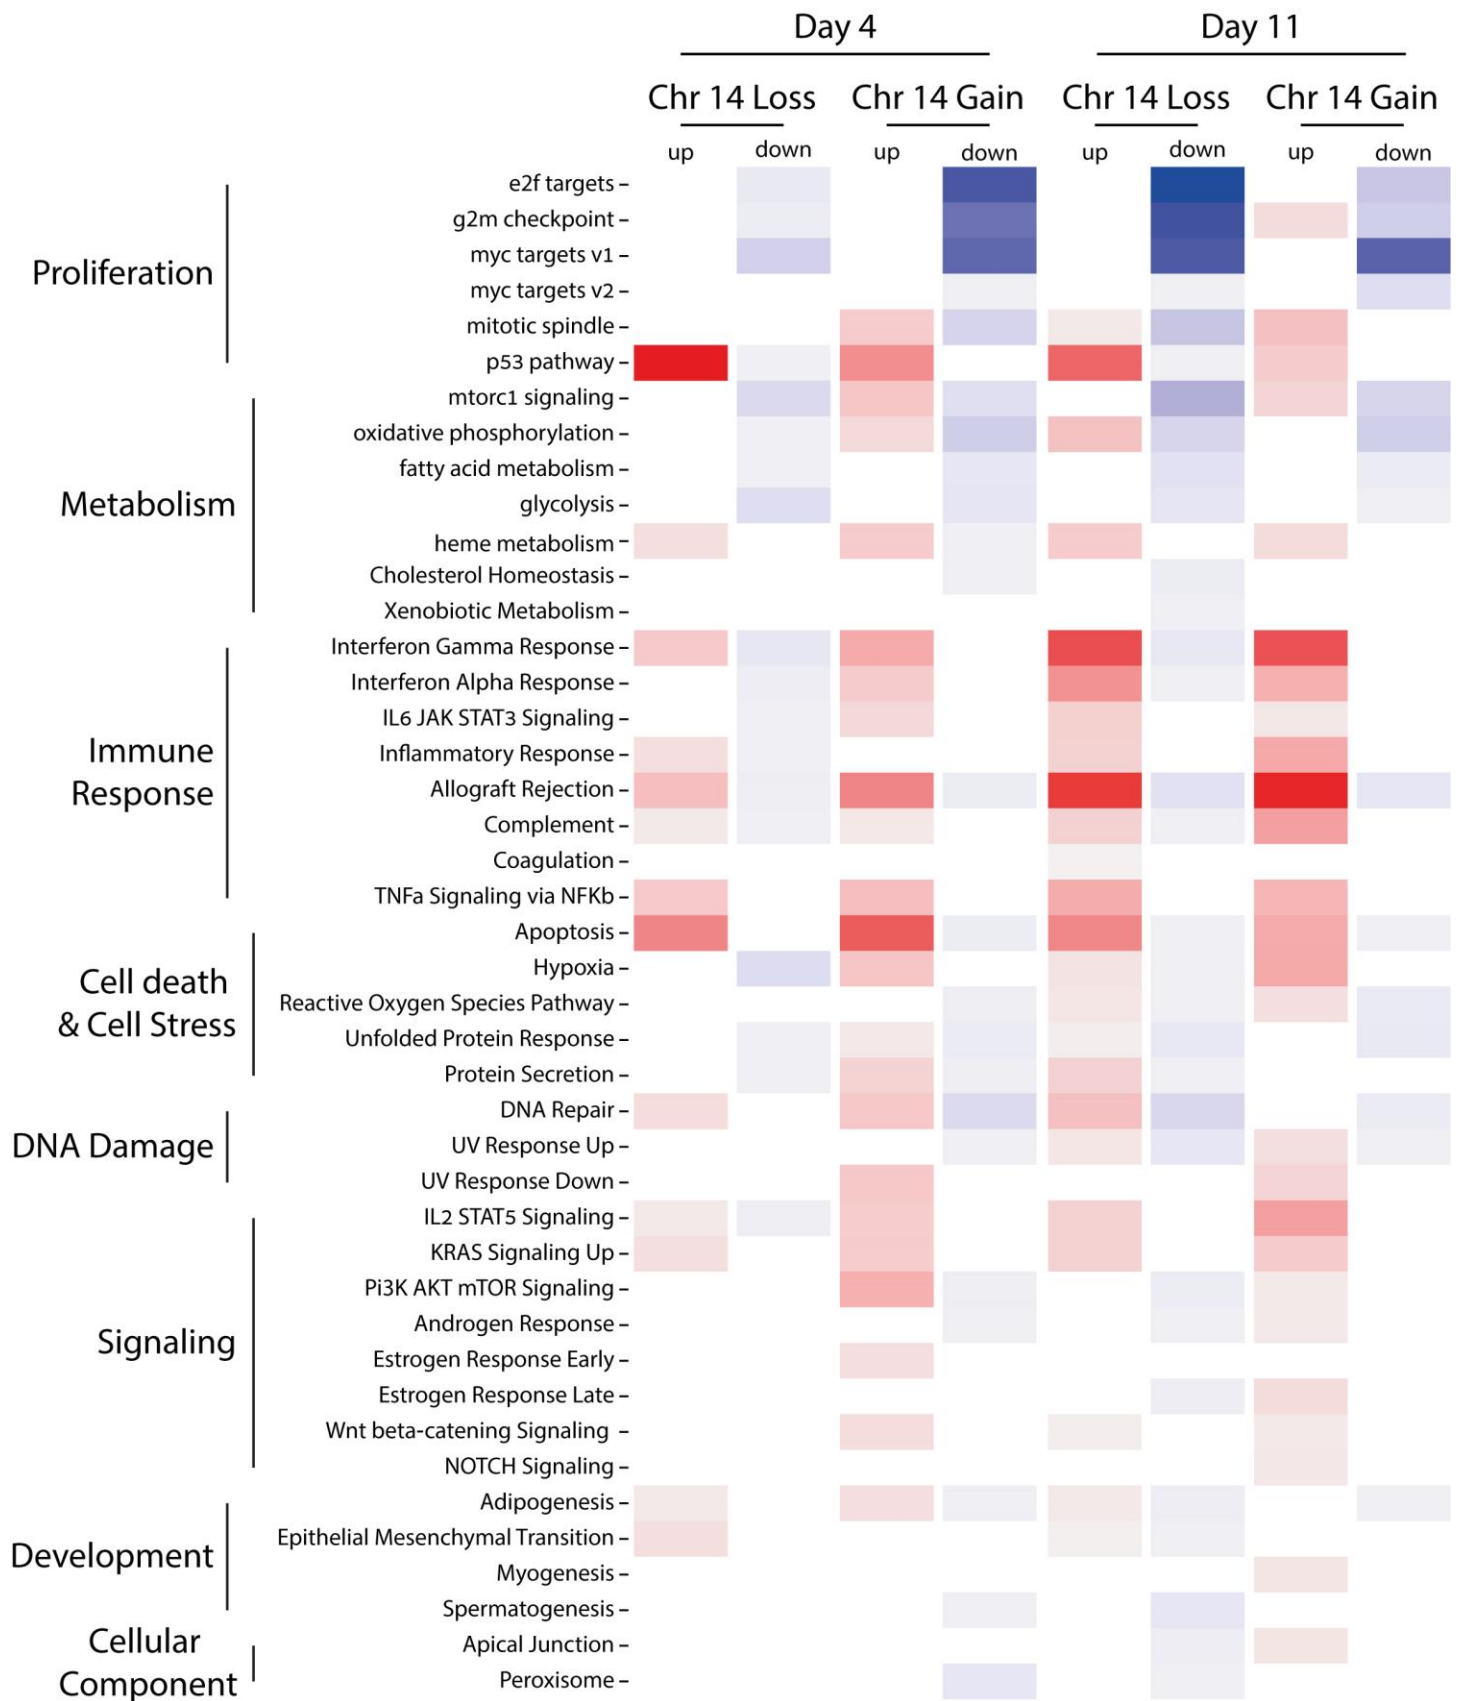 Day 4 Day 11
Chr 14 Loss Chr 14 Gain Chr 14 Loss Chr 14 Gain
up down up down up down up down
Proliferation
e2f targets
g2m checkpoint
myc targets v1
myc targets v2
mitotic spindle
p53 pathway
Metabolism
mtorc1 signaling
oxidative phosphorylation
fatty acid metabolism
glycolysis
heme metabolism
Cholesterol Homeostasis
Xenobiotic Metabolism
Immune
Response
Interferon Gamma Response
Interferon Alpha Response
IL6 JAK STAT3 Signaling
Inflammatory Response
Allograft Rejection
Complement
Coagulation
TNFa Signaling via NFKb
Cell death
& Cell Stress
Apoptosis
Hypoxia
Reactive Oxygen Species Pathway
Unfolded Protein Response
Protein Secretion
DNA Damage
DNA Repair
UV Response Up
UV Response Down
Signaling
IL2 STAT5 Signaling
KRAS Signaling Up
Pi3K AKT mTOR Signaling
Androgen Response
Estrogen Response Early
Estrogen Response Late
Wnt beta-catening Signaling
NOTCH Signaling
Development
Adipogenesis
Epithelial Mesenchymal Transition
Myogenesis
Spermatogenesis
Cellular
Component
Apical Junction
Peroxisome